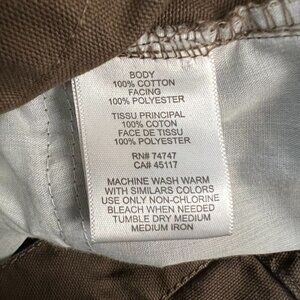 BODY
100% COTTON
FACING
100% POLYESTER
TISSU PRINCIPAL
100% COTON
FACE DE TISSU
100% POLYESTER
RN# 74747
CA# 45117
MACHINE WASH WARM
WITH SIMILARS COLORS
USE ONLY NON-CHLORINE
BLEACH WHEN NEEDED
TUMBLE DRY MEDIUM
MEDIUM IRON